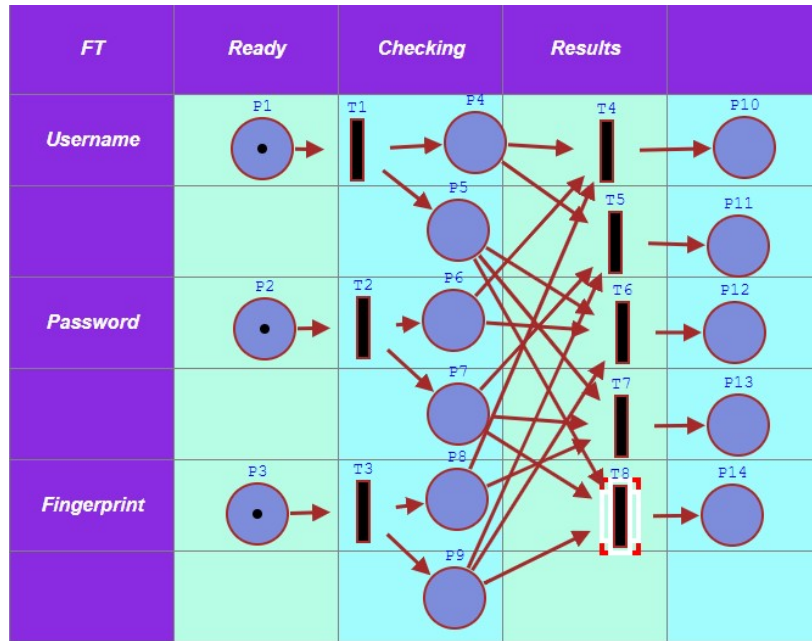 FT Ready Checking Results
P1 T1 P4 T4 P10
Username
P5 T5 P11
P2 T2 P6 T6 P12
Password
P7 T7 P13
P3 T3 P8 T8 P14
Fingerprint
P9